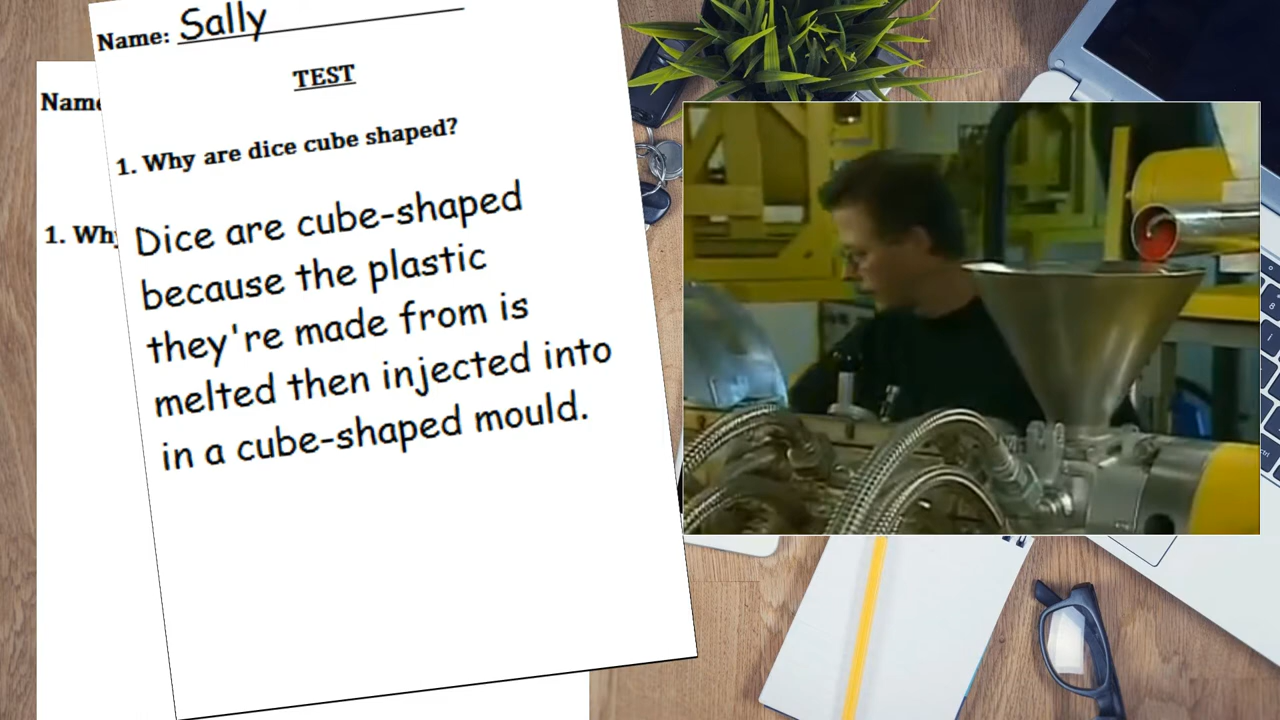 Name: Sally
TEST
1. Why are dice cube shaped?
Dice are cube-shaped
because the plastic
they're made from is
melted then injected into
in a cube-shaped mould.
Name
1. Why